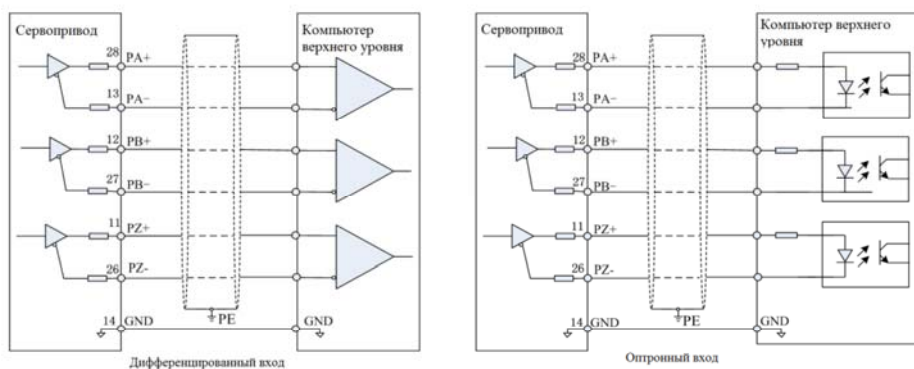 Сервопривод
Компьютер
верхнего уровня
28 PA+
13 PA−
12 PB+
27 PB−
11 PZ+
26 PZ-
14 GND
PE
GND
Дифференцированный вход
Сервопривод
Компьютер верхнего
уровня
28 PA+
13 PA−
12 PB+
27 PB−
11 PZ+
26 PZ-
14 GND
PE
GND
Оптронный вход